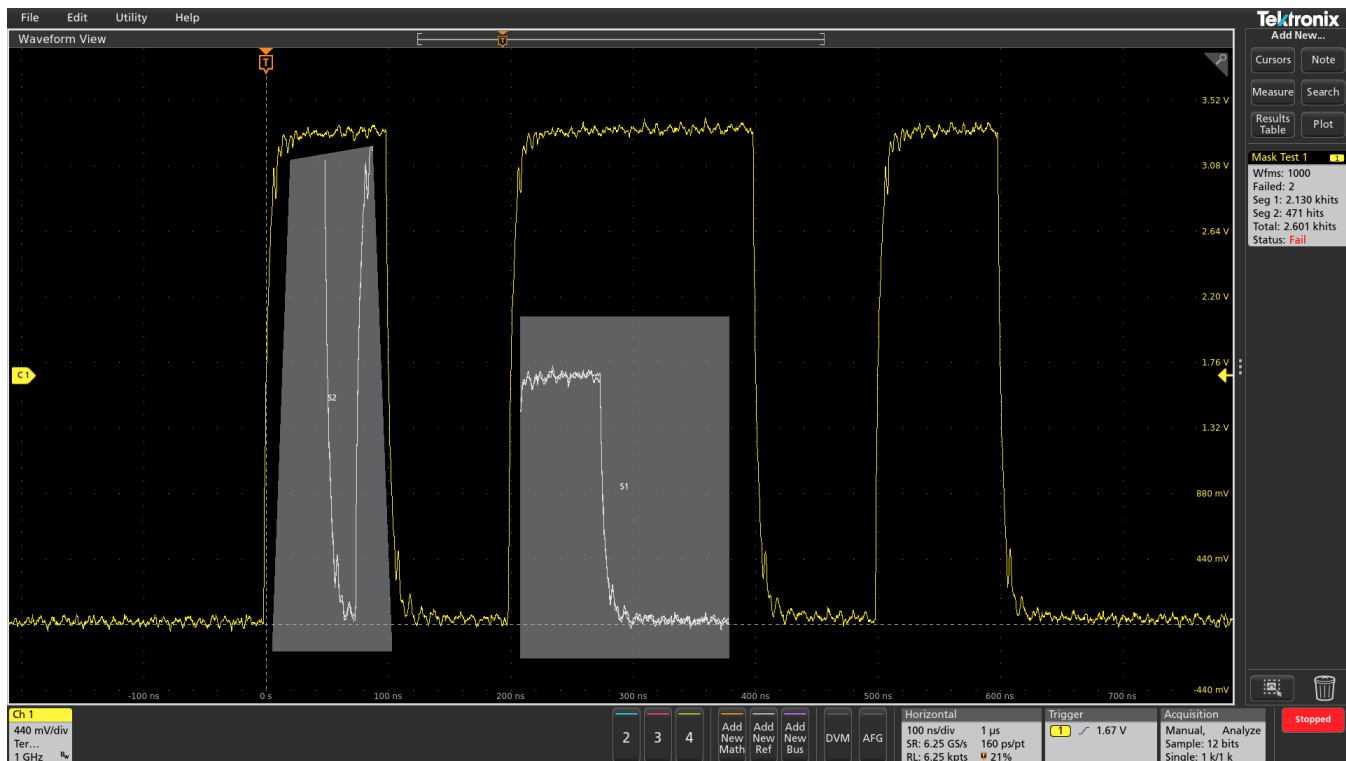 File Edit Utility Help
Tektronix
Waveform View
Add New...
T
T
Cursors Note
Measure Search
Results Table Plot
3.52 V
3.08 V
2.64 V
2.20 V
1.76 V
1.32 V
880 mV
440 mV
-440 mV
C 1
S2
S1
Mask Test 1 1
Wfms: 1000
Failed: 2
Seg 1: 2.130 khits
Seg 2: 471 hits
Total: 2.601 khits
Status: Fail
-100 ns 0 s 100 ns 200 ns 300 ns 400 ns 500 ns 600 ns 700 ns
Ch 1
440 mV/div
Ter...
1 GHz Bw
2 3 4
Add New Math
Add New Ref
Add New Bus
DVM AFG
Horizontal
100 ns/div 1 µs
SR: 6.25 GS/s 160 ps/pt
RL: 6.25 kpts T 21%
Trigger
1 1.67 V
Acquisition
Manual, Analyze
Sample: 12 bits
Single: 1 k/1 k
Stopped